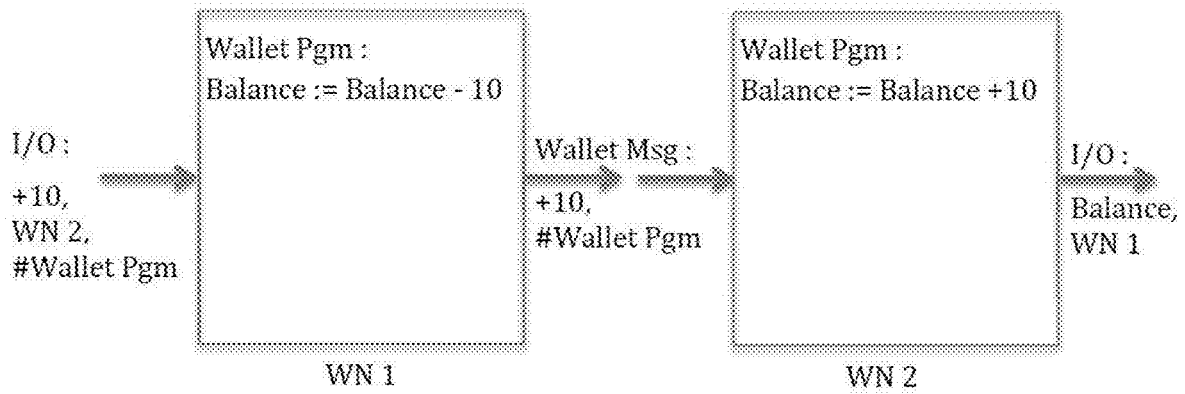 Wallet Pgm :
Balance := Balance - 10
Wallet Pgm :
Balance := Balance +10
I/O :
+10,
WN 2,
#Wallet Pgm
Wallet Msg :
+10,
#Wallet Pgm
I/O :
Balance,
WN 1
WN 1
WN 2